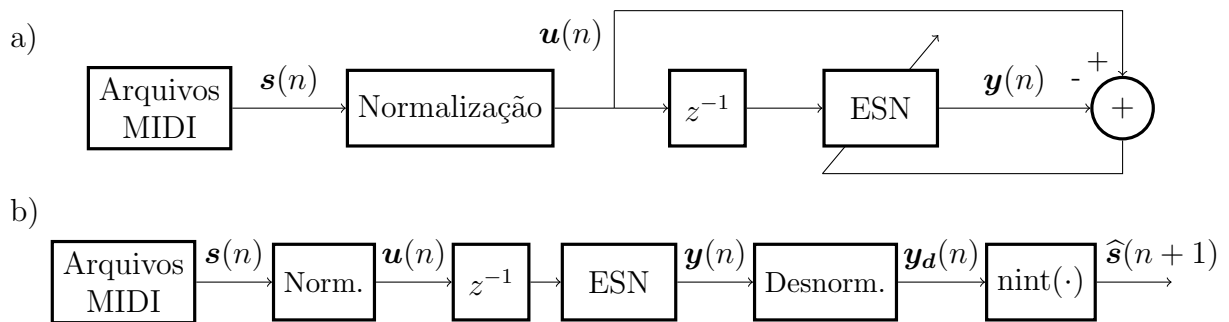 a)
Arquivos
MIDI
s(n)
Normalização
u(n)
z⁻¹
ESN
y(n)
-
+
+
b)
Arquivos
MIDI
s(n)
Norm.
u(n)
z⁻¹
ESN
y(n)
Desnorm.
y_d(n)
nint(·)
ŝ(n + 1)